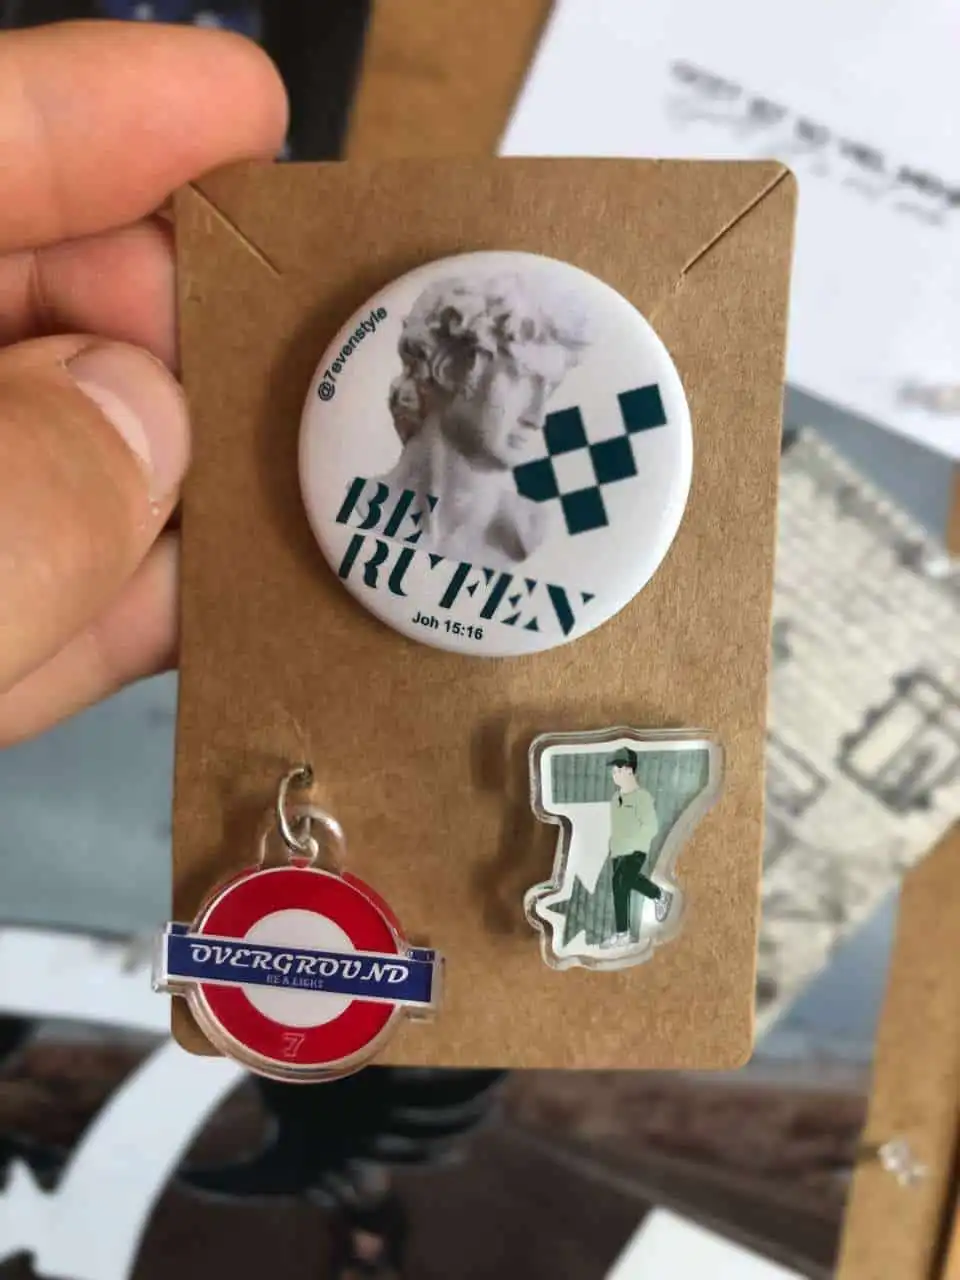 @7evenstyle
BE
RUFEN
Joh 15:16
OVERGROUND
BE A LIGHT
7